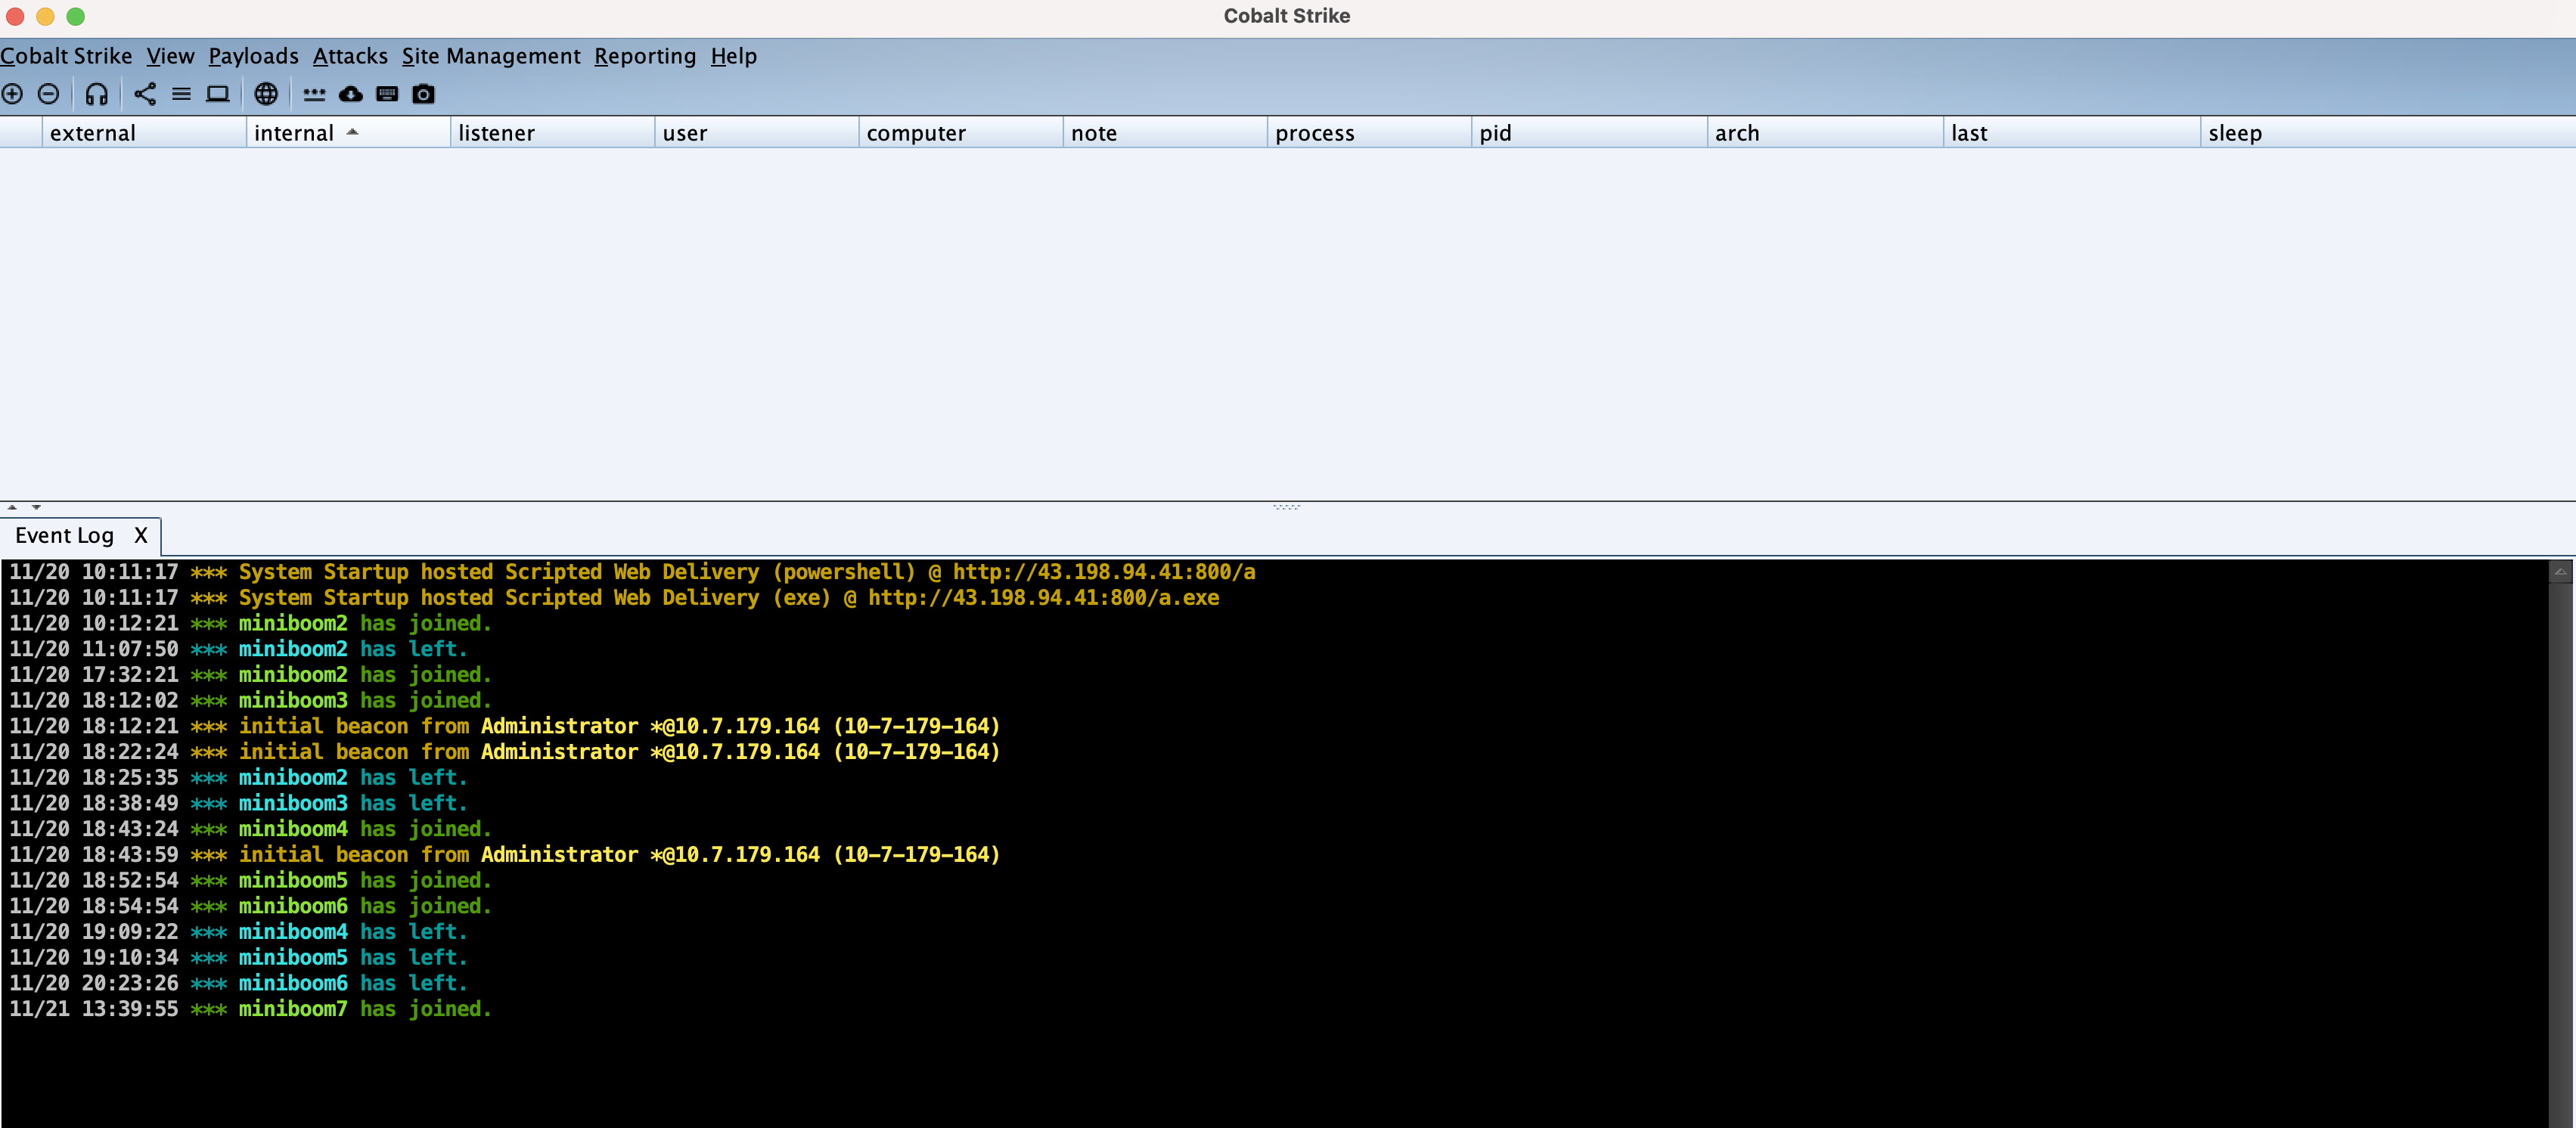 Cobalt Strike
Cobalt Strike View Payloads Attacks Site Management Reporting Help
external internal listener user computer note process pid arch last sleep
Event Log X
11/20 10:11:17 *** System Startup hosted Scripted Web Delivery (powershell) @ http://43.198.94.41:800/a
11/20 10:11:17 *** System Startup hosted Scripted Web Delivery (exe) @ http://43.198.94.41:800/a.exe
11/20 10:12:21 *** miniboom2 has joined.
11/20 11:07:50 *** miniboom2 has left.
11/20 17:32:21 *** miniboom2 has joined.
11/20 18:12:02 *** miniboom3 has joined.
11/20 18:12:21 *** initial beacon from Administrator *@10.7.179.164 (10-7-179-164)
11/20 18:22:24 *** initial beacon from Administrator *@10.7.179.164 (10-7-179-164)
11/20 18:25:35 *** miniboom2 has left.
11/20 18:38:49 *** miniboom3 has left.
11/20 18:43:24 *** miniboom4 has joined.
11/20 18:43:59 *** initial beacon from Administrator *@10.7.179.164 (10-7-179-164)
11/20 18:52:54 *** miniboom5 has joined.
11/20 18:54:54 *** miniboom6 has joined.
11/20 19:09:22 *** miniboom4 has left.
11/20 19:10:34 *** miniboom5 has left.
11/20 20:23:26 *** miniboom6 has left.
11/21 13:39:55 *** miniboom7 has joined.